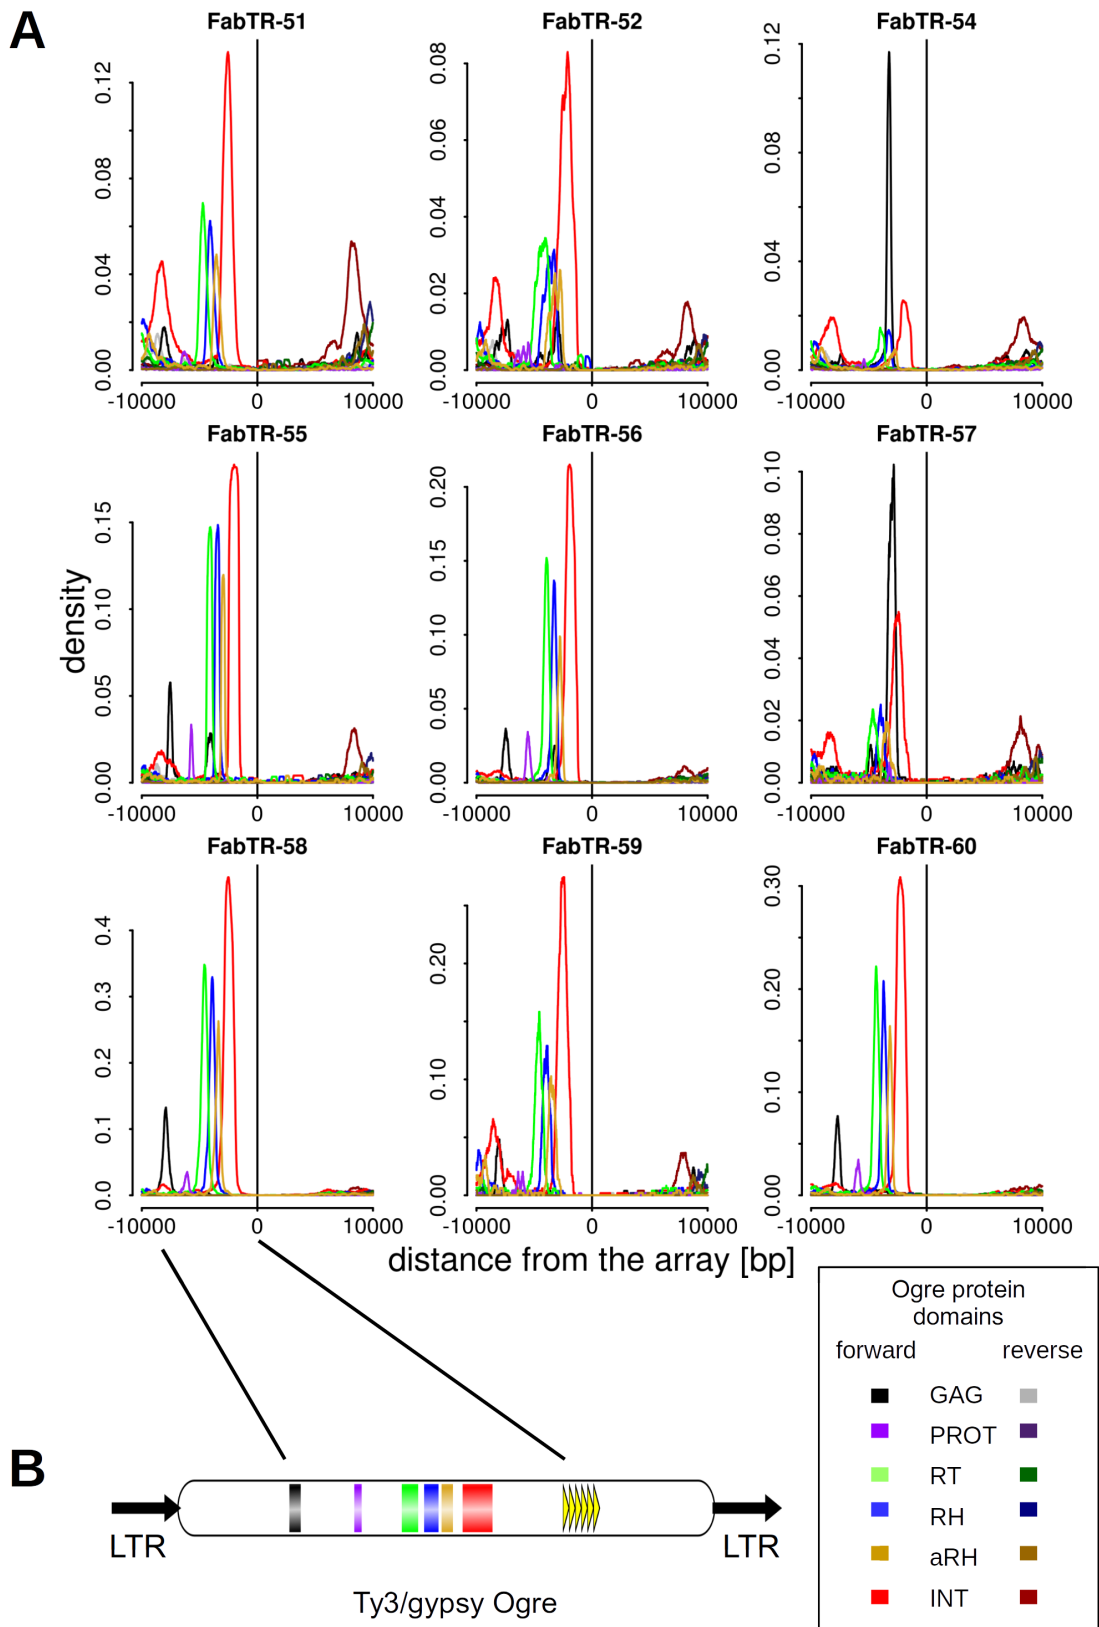 A
FabTR-51
FabTR-52
FabTR-54
0.00
0.04
0.08
0.12
-10000
0
10000
0.00
0.02
0.04
0.06
0.08
-10000
0
10000
0.00
0.04
0.08
0.12
-10000
0
10000
FabTR-55
FabTR-56
FabTR-57
density
0.00
0.05
0.10
0.15
-10000
0
10000
0.00
0.05
0.10
0.15
0.20
-10000
0
10000
0.00
0.02
0.04
0.06
0.08
0.10
-10000
0
10000
FabTR-58
FabTR-59
FabTR-60
0.0
0.1
0.2
0.3
0.4
-10000
0
10000
0.00
0.10
0.20
-10000
0
10000
0.00
0.10
0.20
0.30
-10000
0
10000
distance from the array [bp]
Ogre protein
domains
forward reverse
GAG
PROT
RT
RH
aRH
INT
B
LTR
LTR
Ty3/gypsy Ogre